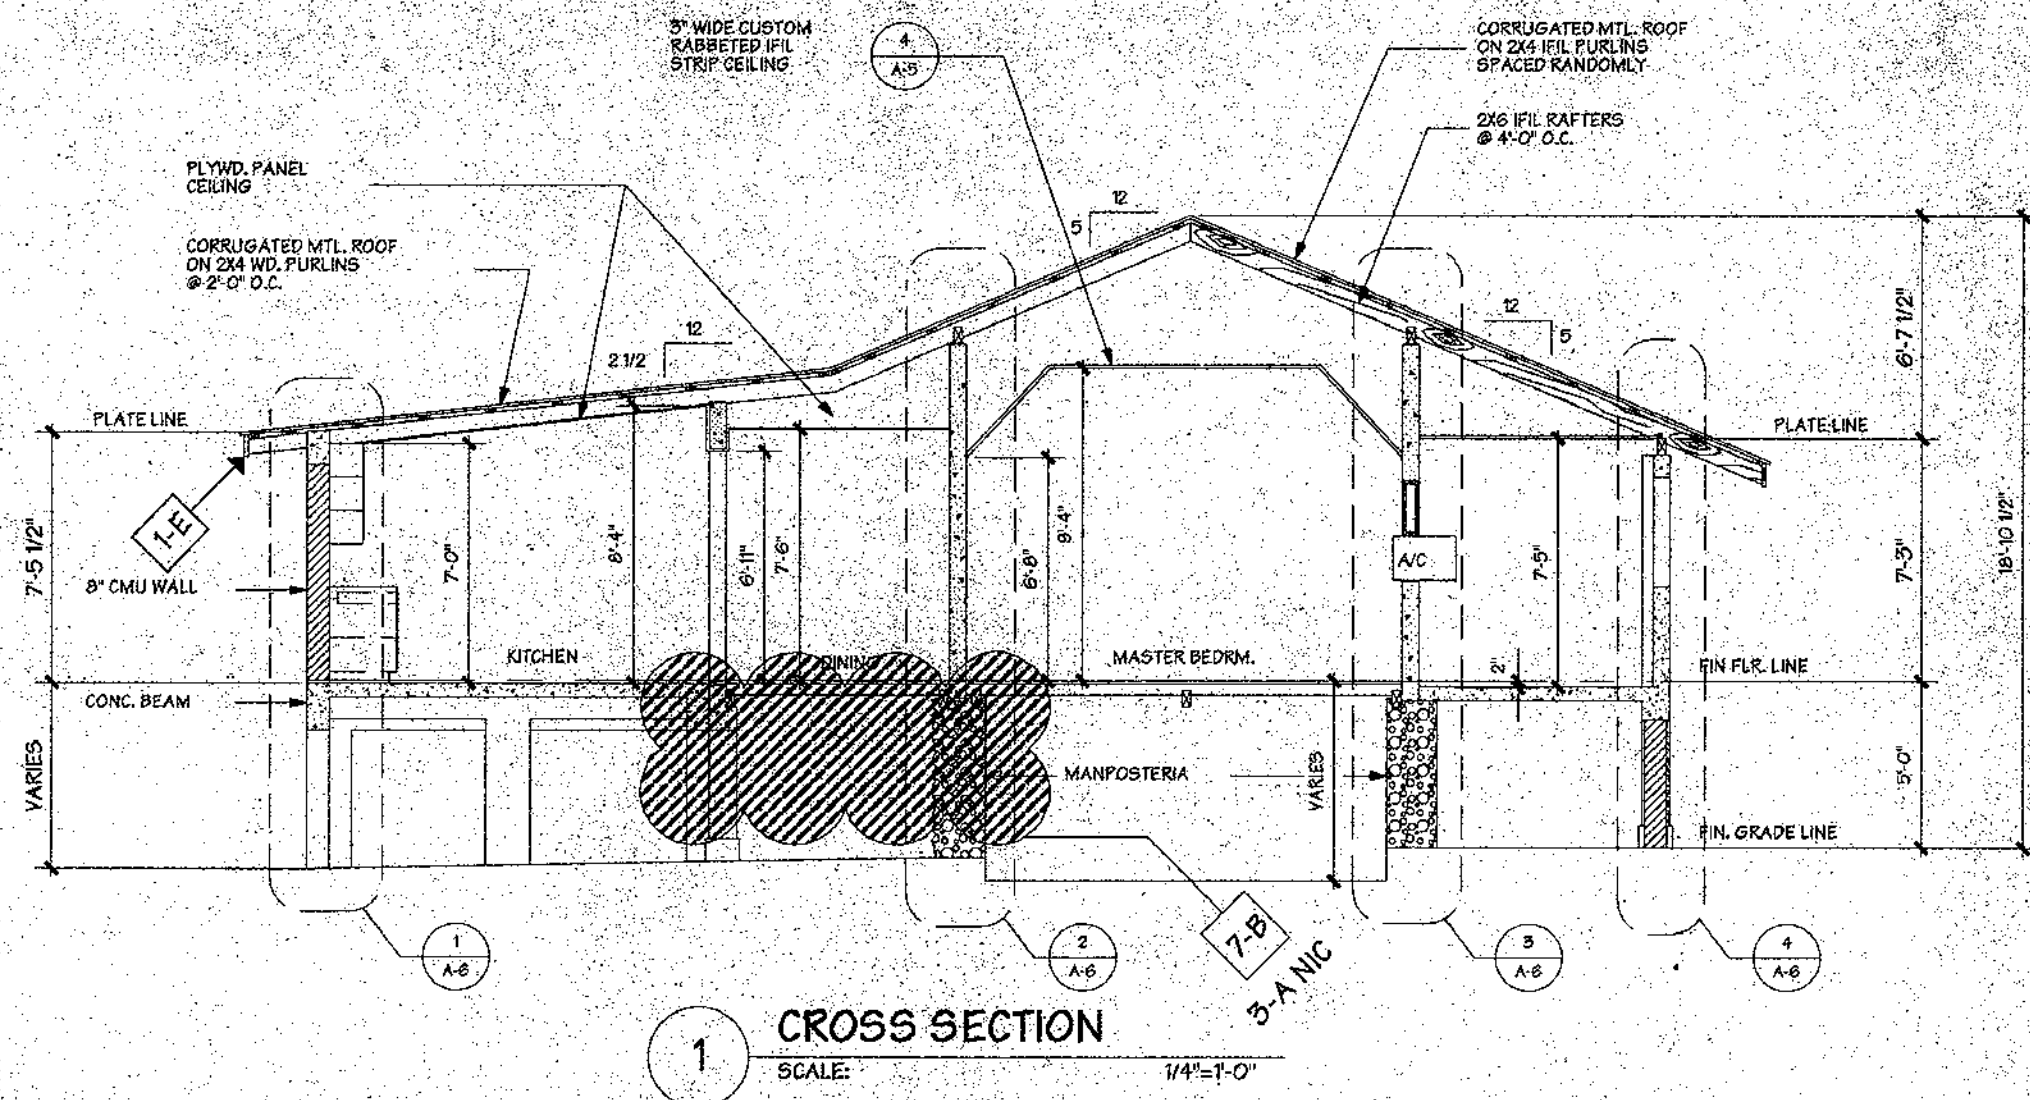 3" WIDE CUSTOM
RABBETED IFIL
STRIP CEILING
4
A-5
CORRUGATED MTL. ROOF
ON 2X4 IFIL PURLINS
SPACED RANDOMLY
2X6 IFIL RAFTERS
@ 4'-0" O.C.
PLYWD. PANEL
CEILING
CORRUGATED MTL. ROOF
ON 2X4 WD. PURLINS
@ 2'-0" O.C.
12
5
12
5
12
2 1/2
PLATE LINE
PLATE LINE
6'-7 1/2"
1-E
7'-5 1/2"
8" CMU WALL
7'-0"
8'-4"
6'-11"
7'-6"
6'-8"
9'-4"
A/C
7'-5"
7'-3"
18'-10 1/2"
KITCHEN
DINING
MASTER BEDRM.
2"
FIN FLR. LINE
CONC. BEAM
VARIES
MANPOSTERIA
VARIES
5'-0"
FIN. GRADE LINE
1
A-6
2
A-6
7-B
3-A NIC
3
A-6
4
A-6
1
CROSS SECTION
SCALE: 1/4"=1'-0"